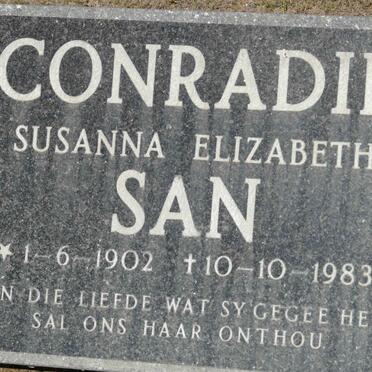 CONRADIE
SUSANNA ELIZABETH
SAN
1-6-1902 †10-10-1983
DIE LIEFDE WAT SY GEGEE HE
SAL ONS HAAR ONTHOU